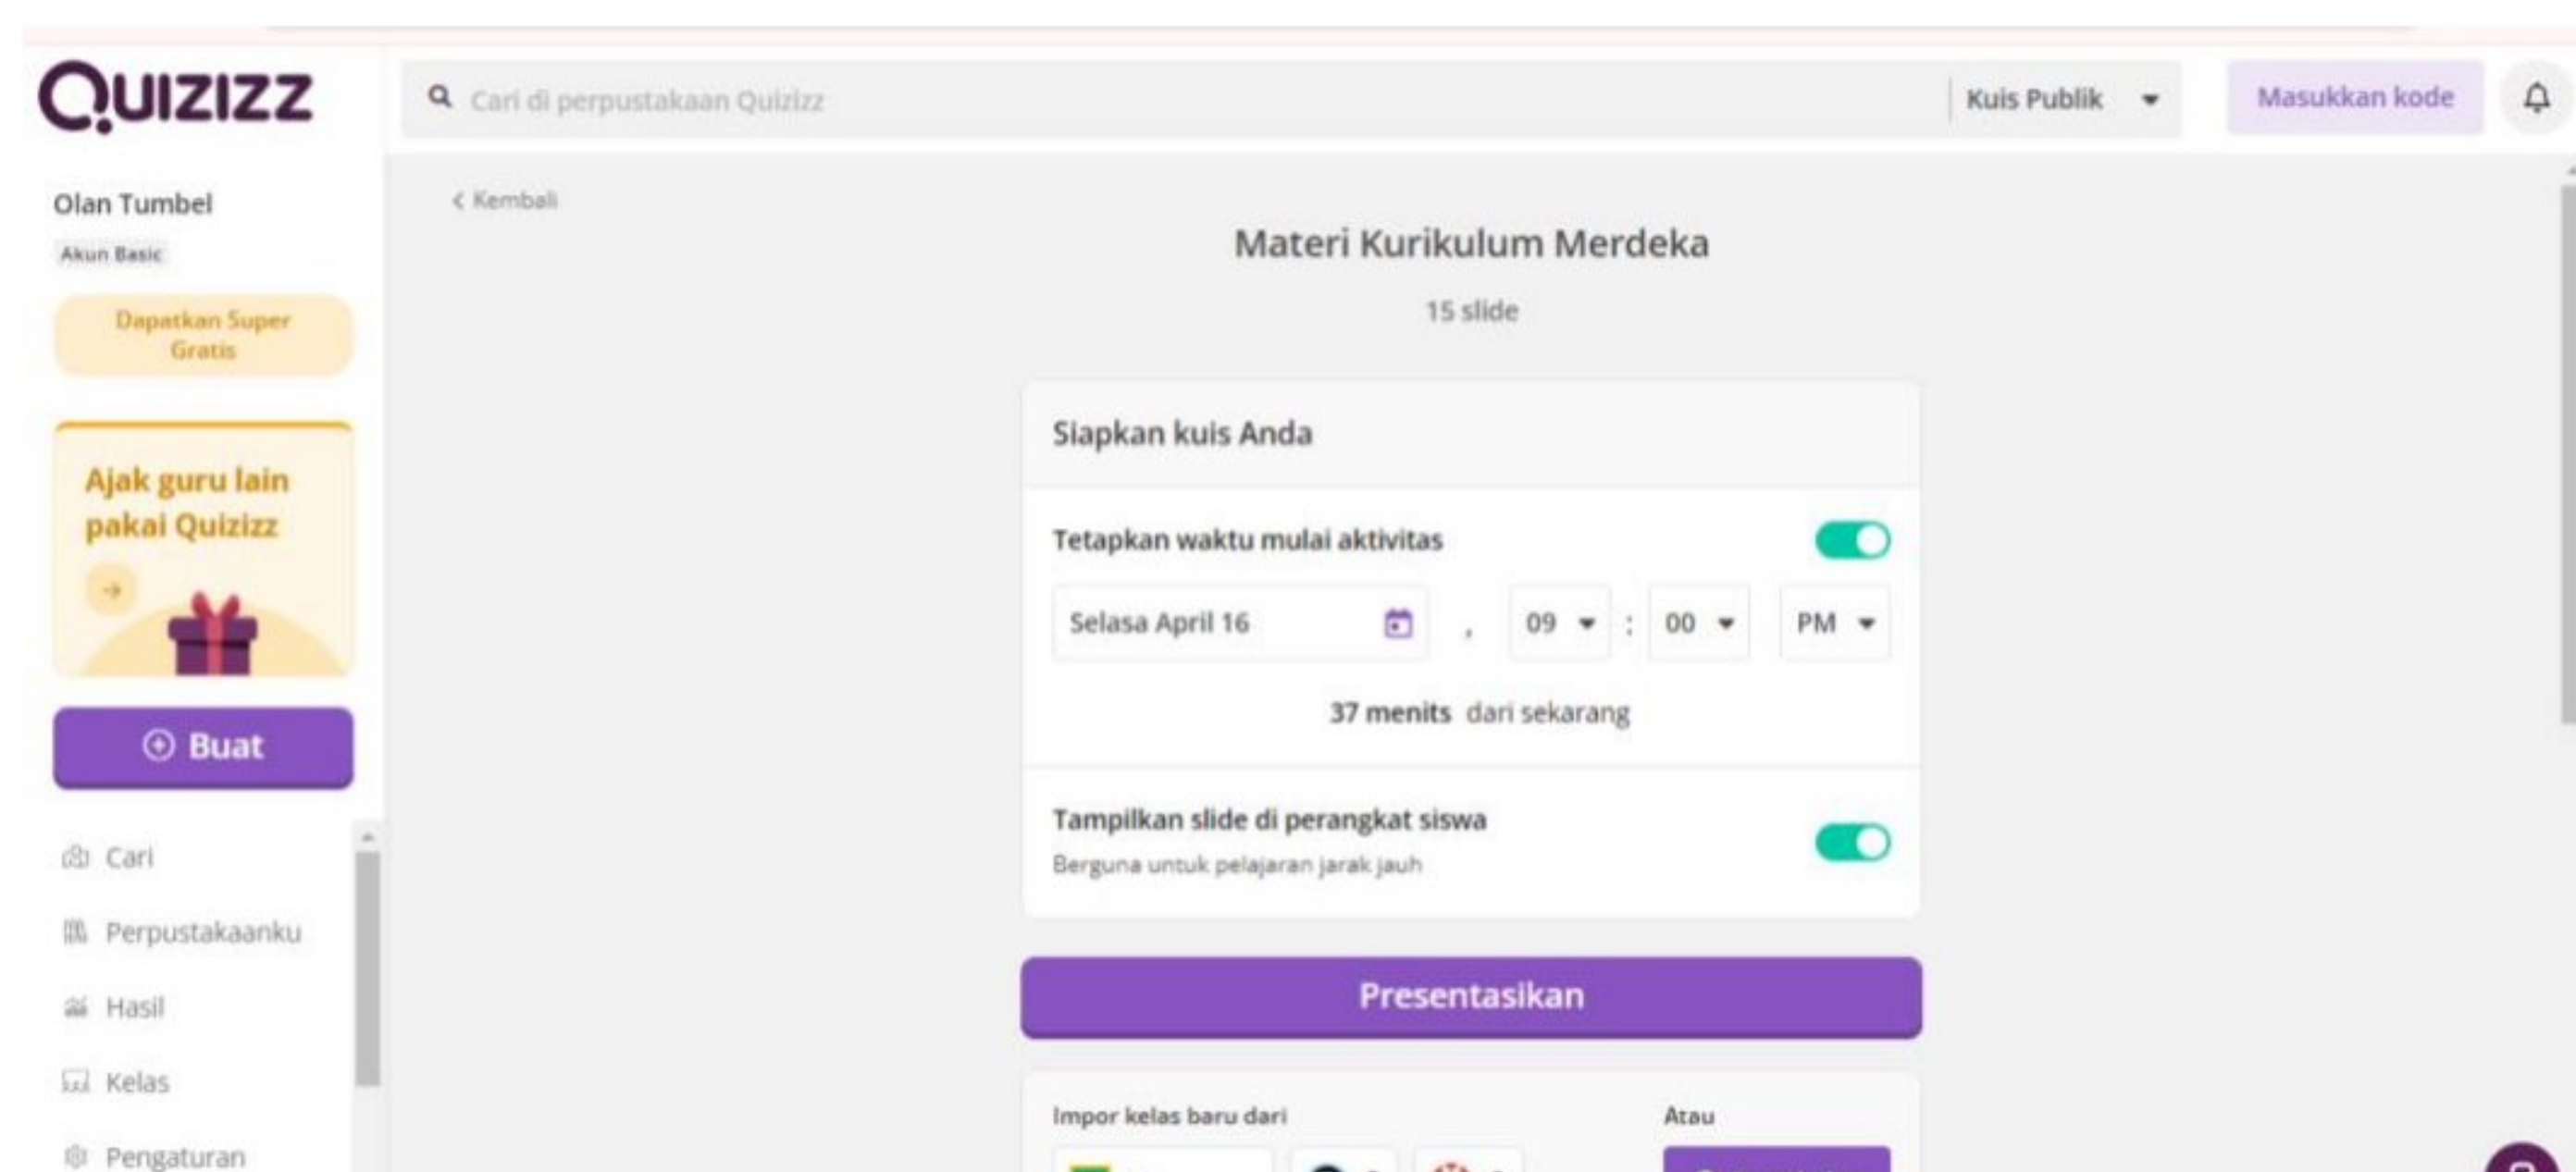 QUIZIZZ
Cari di perpustakaan Quizizz
Kuis Publik
Masukkan kode
Olan Tumbel
Akun Basic
Dapatkan Super
Gratis
Ajak guru lain
pakai Quizizz
Buat
Cari
Perpustakaanku
Hasil
Kelas
Pengaturan
< Kembali
Materi Kurikulum Merdeka
15 slide
Siapkan kuis Anda
Tetapkan waktu mulai aktivitas
Selasa April 16 , 09 : 00 PM
37 menits dari sekarang
Tampilkan slide di perangkat siswa
Berguna untuk pelajaran jarak jauh
Presentasikan
Impor kelas baru dari
Atau